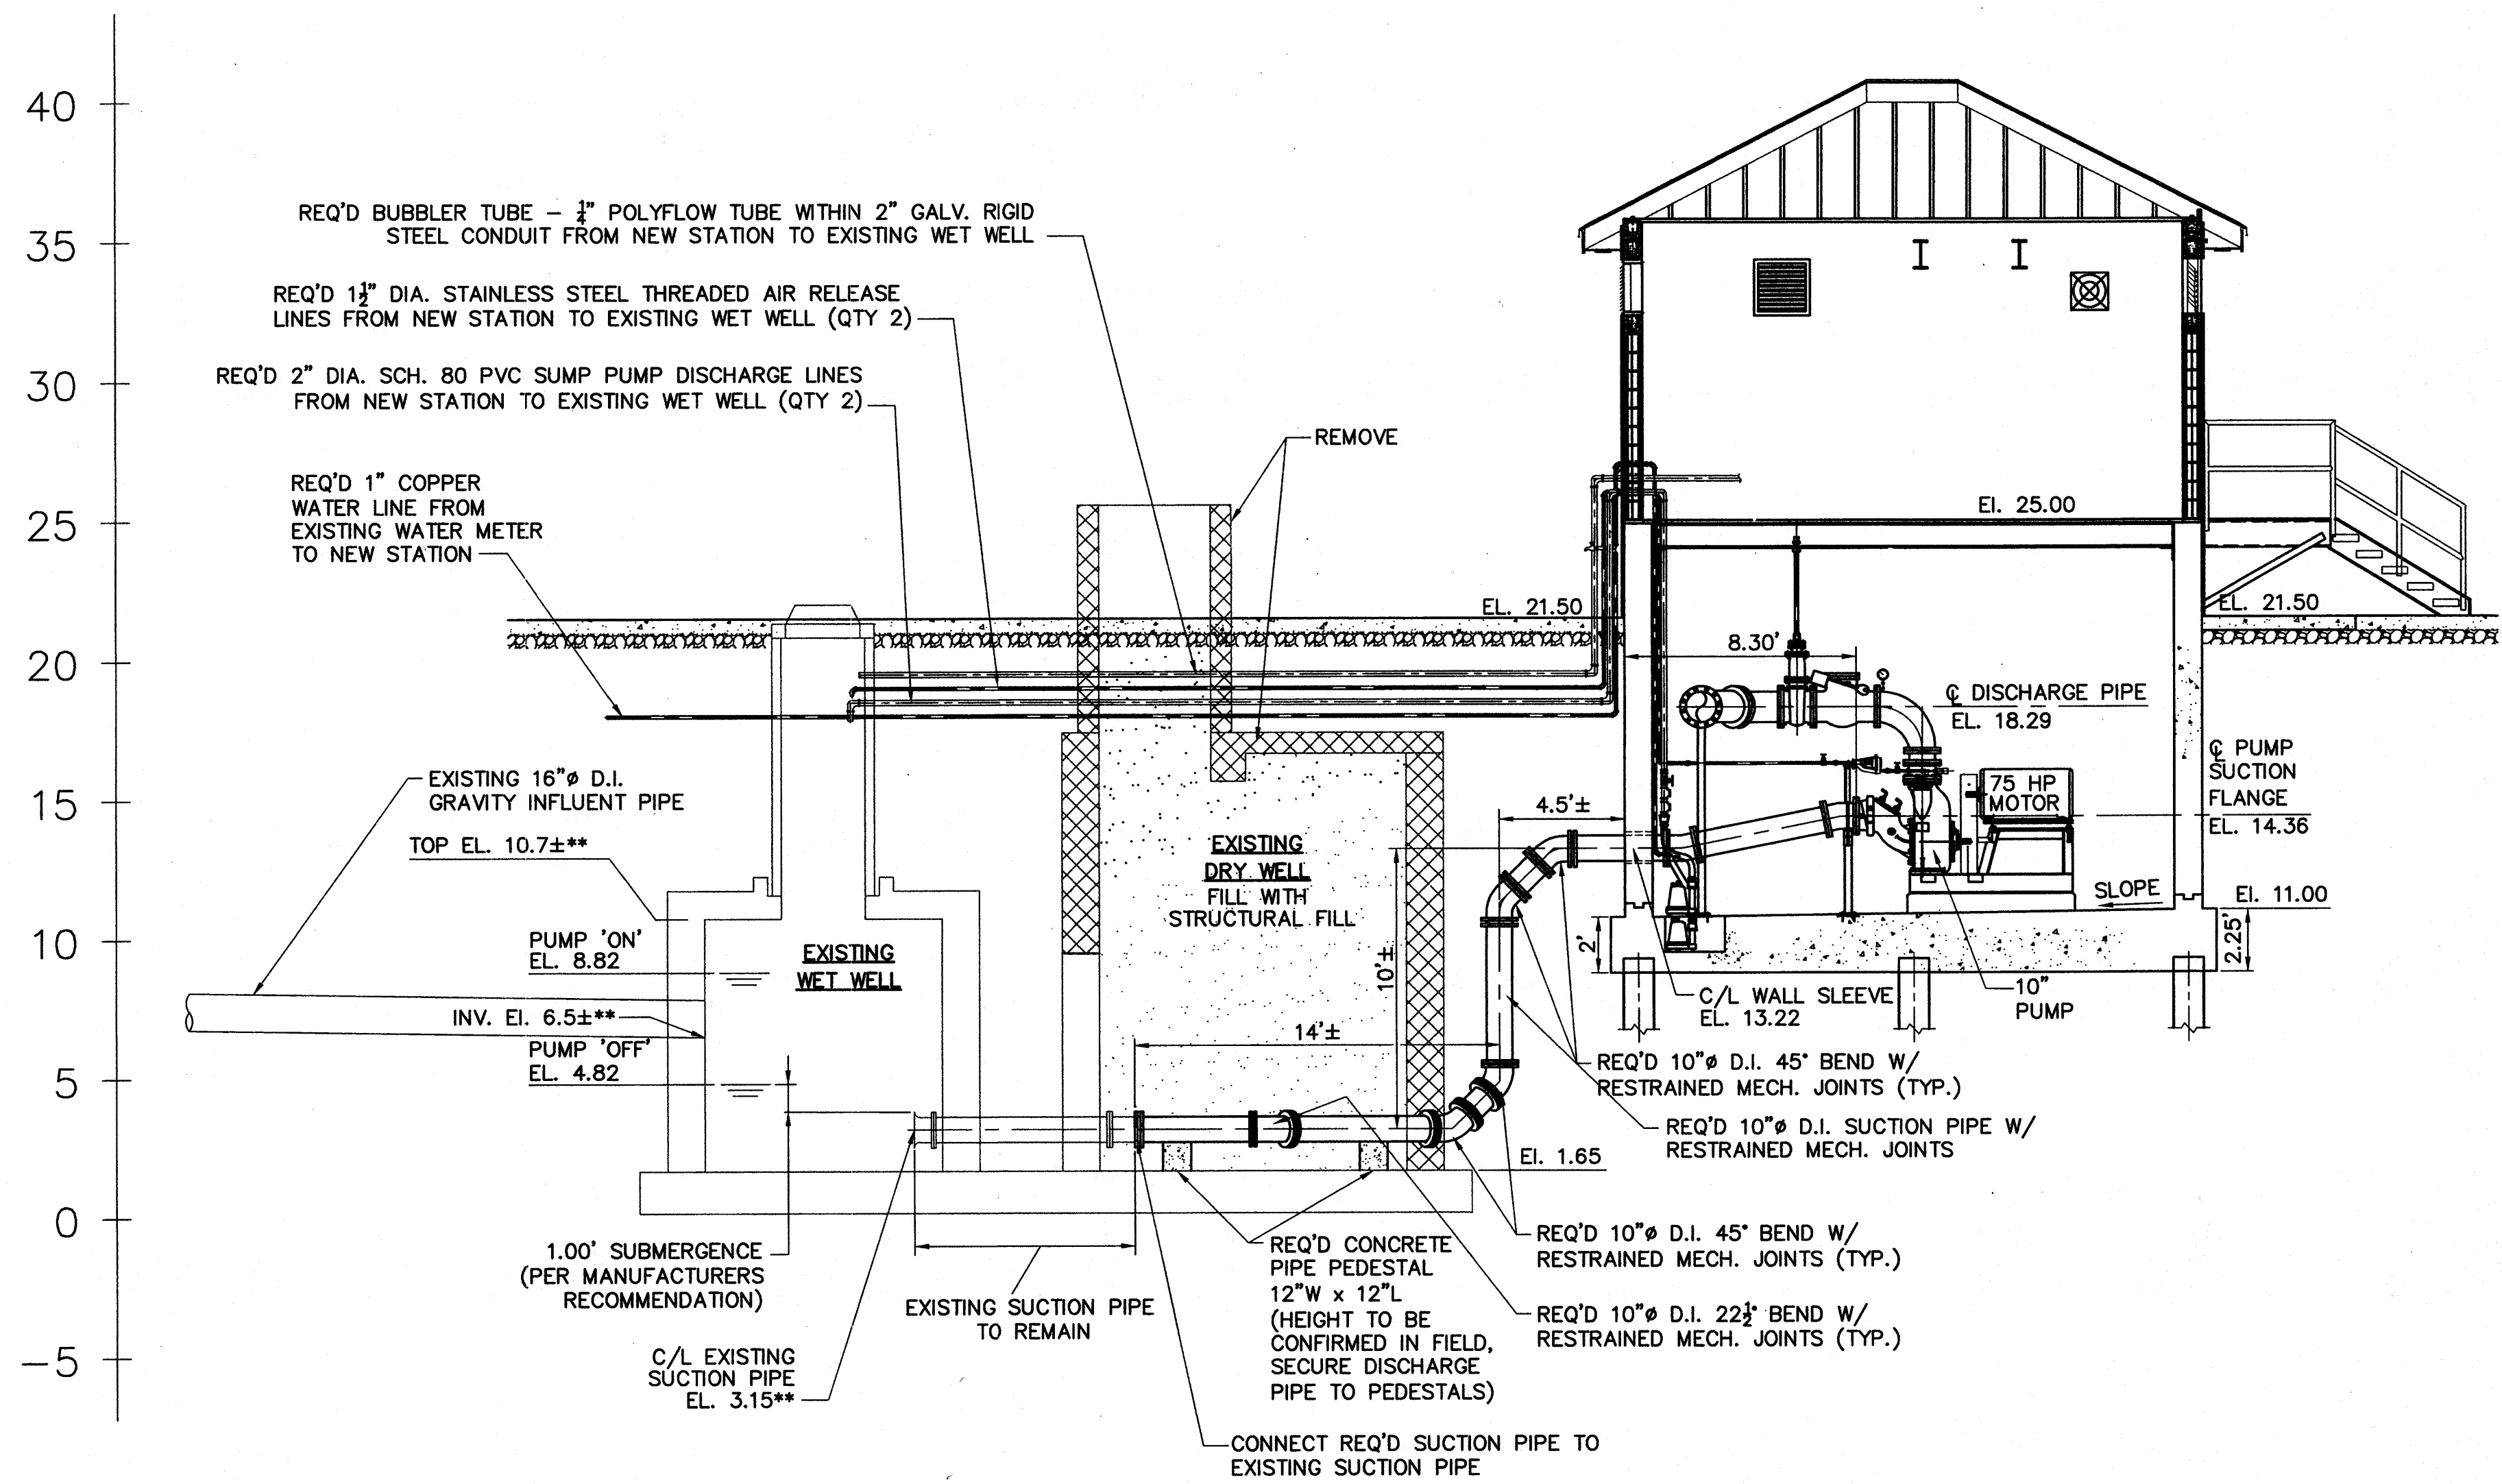 40
35
30
25
20
15
10
5
0
-5
REQ'D BUBBLER TUBE – ¼" POLYFLOW TUBE WITHIN 2" GALV. RIGID
STEEL CONDUIT FROM NEW STATION TO EXISTING WET WELL
REQ'D 1½" DIA. STAINLESS STEEL THREADED AIR RELEASE
LINES FROM NEW STATION TO EXISTING WET WELL (QTY 2)
REQ'D 2" DIA. SCH. 80 PVC SUMP PUMP DISCHARGE LINES
FROM NEW STATION TO EXISTING WET WELL (QTY 2)
REMOVE
REQ'D 1" COPPER
WATER LINE FROM
EXISTING WATER METER
TO NEW STATION
El. 25.00
EL. 21.50
EL. 21.50
8.30'
℄ DISCHARGE PIPE
EL. 18.29
℄ PUMP
SUCTION
FLANGE
EL. 14.36
75 HP
MOTOR
EXISTING 16"ø D.I.
GRAVITY INFLUENT PIPE
TOP EL. 10.7±**
4.5'±
EXISTING
DRY WELL
FILL WITH
STRUCTURAL FILL
SLOPE
El. 11.00
PUMP 'ON'
EL. 8.82
EXISTING
WET WELL
10'±
2'
2.25'
C/L WALL SLEEVE
EL. 13.22
10"
PUMP
INV. El. 6.5±**
PUMP 'OFF'
EL. 4.82
14'±
REQ'D 10"ø D.I. 45° BEND W/
RESTRAINED MECH. JOINTS (TYP.)
REQ'D 10"ø D.I. SUCTION PIPE W/
RESTRAINED MECH. JOINTS
El. 1.65
1.00' SUBMERGENCE
(PER MANUFACTURERS
RECOMMENDATION)
EXISTING SUCTION PIPE
TO REMAIN
REQ'D CONCRETE
PIPE PEDESTAL
12"W x 12"L
(HEIGHT TO BE
CONFIRMED IN FIELD,
SECURE DISCHARGE
PIPE TO PEDESTALS)
REQ'D 10"ø D.I. 45° BEND W/
RESTRAINED MECH. JOINTS (TYP.)
REQ'D 10"ø D.I. 22½° BEND W/
RESTRAINED MECH. JOINTS (TYP.)
C/L EXISTING
SUCTION PIPE
EL. 3.15**
CONNECT REQ'D SUCTION PIPE TO
EXISTING SUCTION PIPE